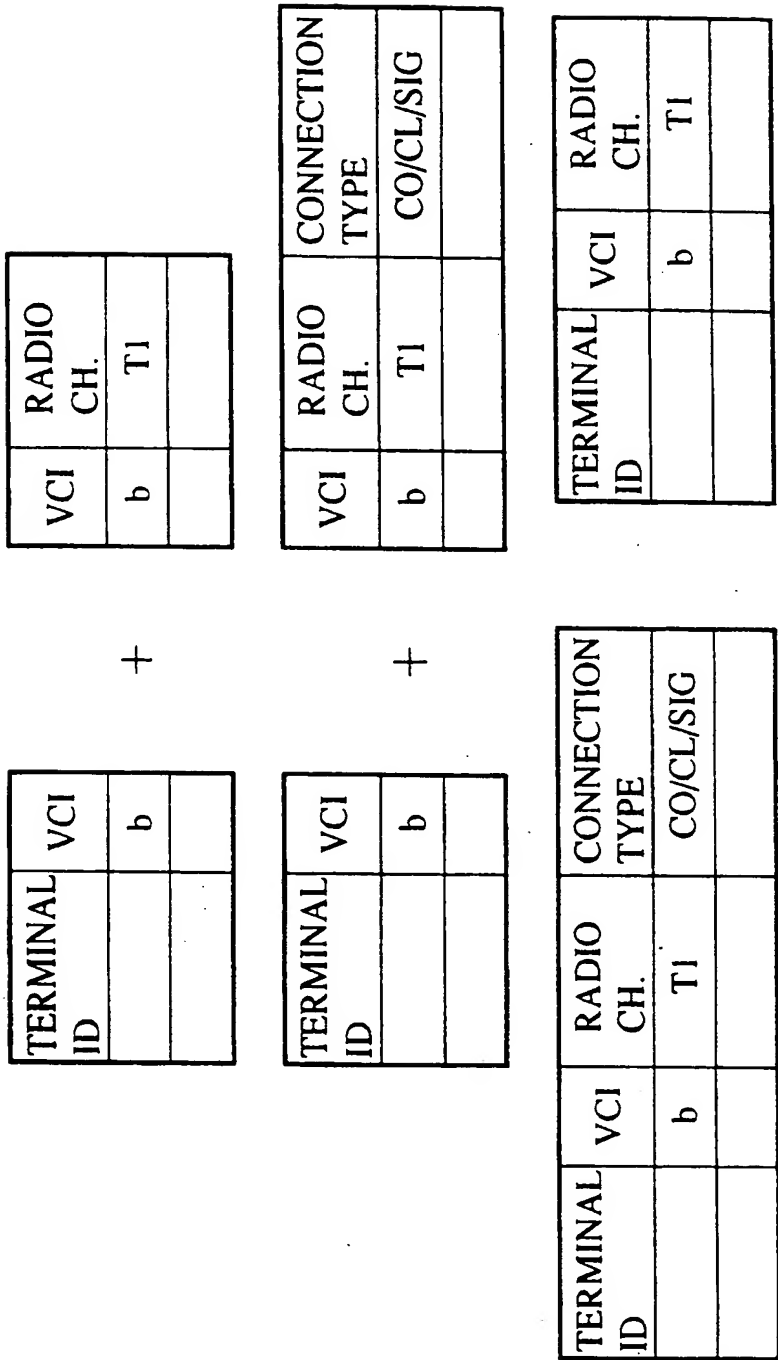 TERMINAL ID VCI
b
+
VCI RADIO CH.
b T1
TERMINAL ID VCI
b
+
VCI RADIO CH. CONNECTION TYPE
b T1 CO/CL/SIG
TERMINAL ID VCI RADIO CH. CONNECTION TYPE
b T1 CO/CL/SIG
TERMINAL ID VCI RADIO CH.
b T1